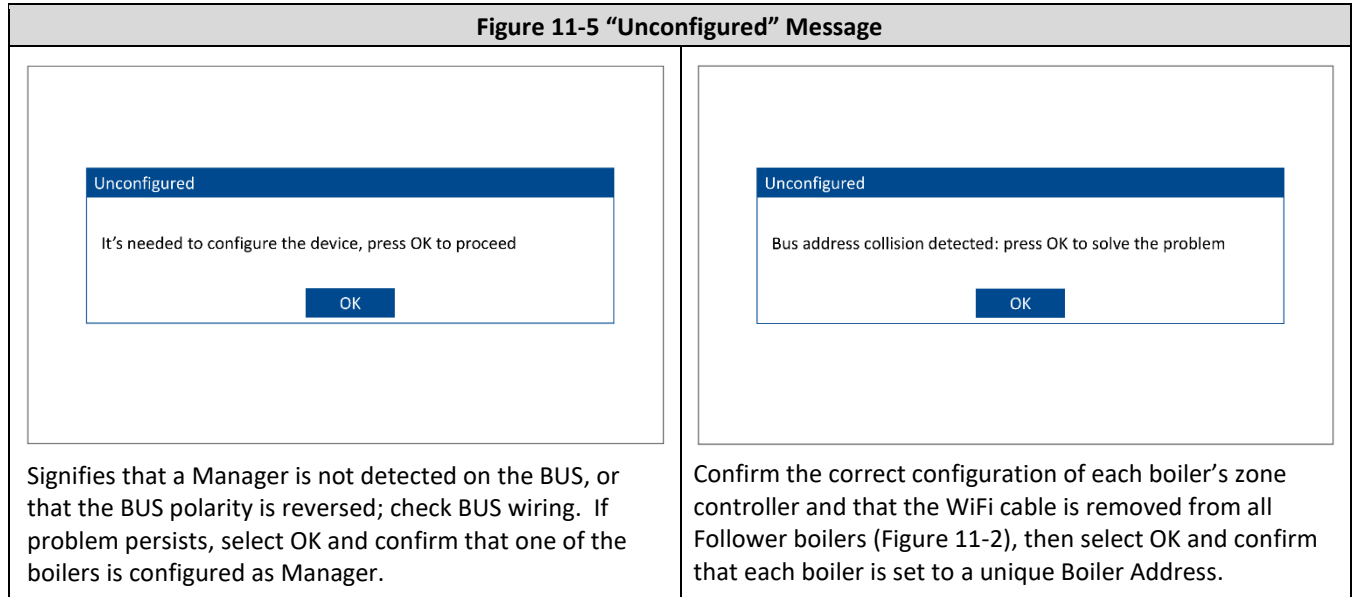 Figure 11-5 “Unconfigured” Message
Unconfigured
It’s needed to configure the device, press OK to proceed
OK
Signifies that a Manager is not detected on the BUS, or
that the BUS polarity is reversed; check BUS wiring.  If
problem persists, select OK and confirm that one of the
boilers is configured as Manager.
Unconfigured
Bus address collision detected: press OK to solve the problem
OK
Confirm the correct configuration of each boiler’s zone
controller and that the WiFi cable is removed from all
Follower boilers (Figure 11-2), then select OK and confirm
that each boiler is set to a unique Boiler Address.